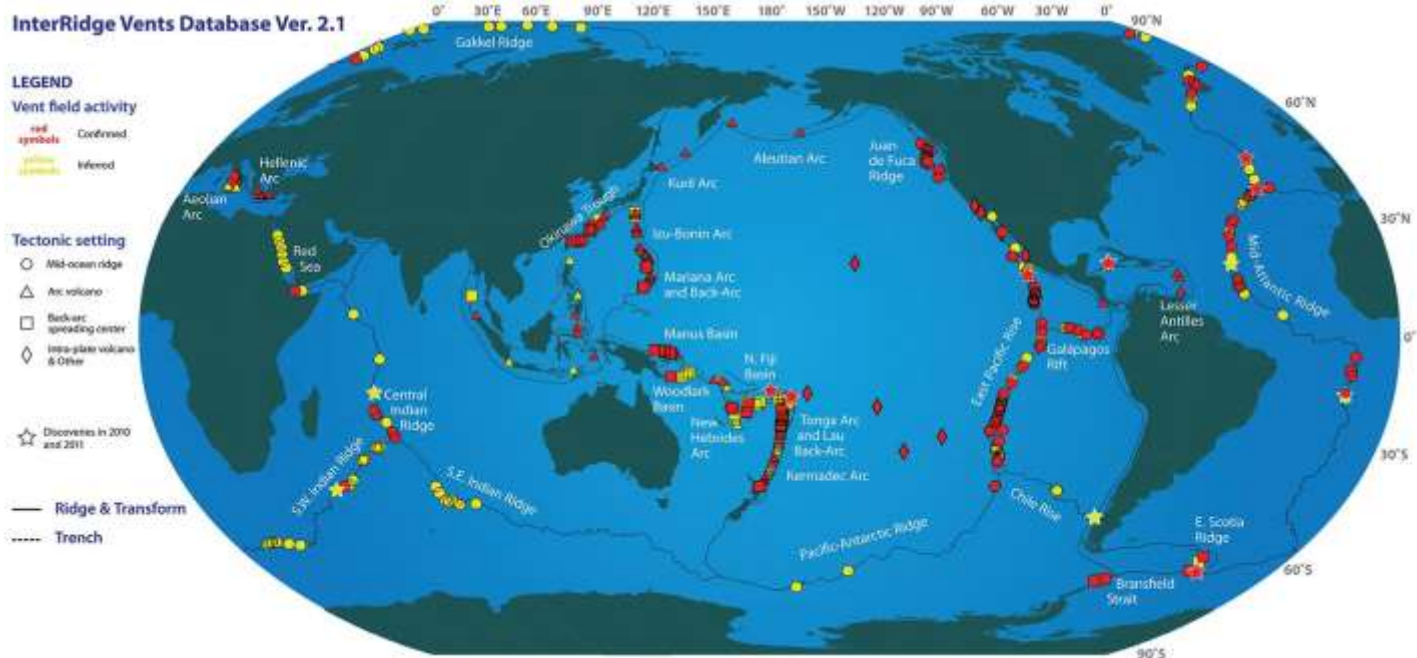 InterRidge Vents Database Ver. 2.1
0˚ 30˚E 60˚E 90˚E 120˚E 150˚E 180˚ 150˚W 120˚W 90˚W 60˚W 30˚W 0˚
90˚N
Gakkel Ridge
LEGEND
Vent field activity
red
symbols
Confirmed
yellow
symbols
Inferred
60˚N
Hellenic
Arc
Aeolian
Arc
Aleutian Arc
Juan
de Fuca
Ridge
Kuril Arc
Okinawa Trough
30˚N
Izu-Bonin Arc
Tectonic setting
Mid-ocean ridge
Arc volcano
Back-arc
spreading center
Intra-plate volcano
& Other
Red
Sea
Mariana Arc
and Back-Arc
Mid-Atlantic Ridge
Lesser
Antilles
Arc
Manus Basin
0˚
Galápagos
Rift
East Pacific Rise
N. Fiji
Basin
Woodlark
Basin
Central
Indian
Ridge
New
Hebrides
Arc
Tonga Arc
and Lau
Back-Arc
Discoveries in 2010
and 2011
30˚S
Kermadec Arc
S.W. Indian Ridge
S.E. Indian Ridge
Chile Rise
Ridge & Transform
Trench
Pacific-Antarctic Ridge
E. Scotia
Ridge
60˚S
Bransfield
Strait
90˚S